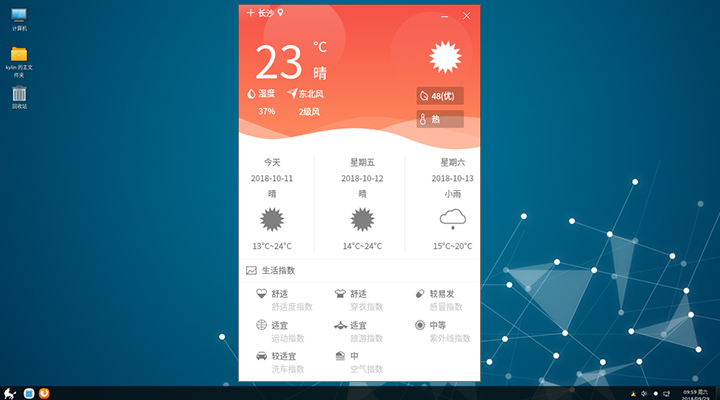 计算机
kylin 的主文
件夹
回收站
长沙
23 °C
晴
湿度 东北风
37% 2级风
48(优)
热
今天 星期五 星期六
2018-10-11 2018-10-12 2018-10-13
晴 晴 小雨
13°C~24°C 14°C~24°C 15°C~20°C
生活指数
舒适 舒适 较易发
舒适度指数 穿衣指数 感冒指数
适宜 适宜 中等
运动指数 旅游指数 紫外线指数
较适宜 中
洗车指数 空气指数
09:59 周六
2018/09/29